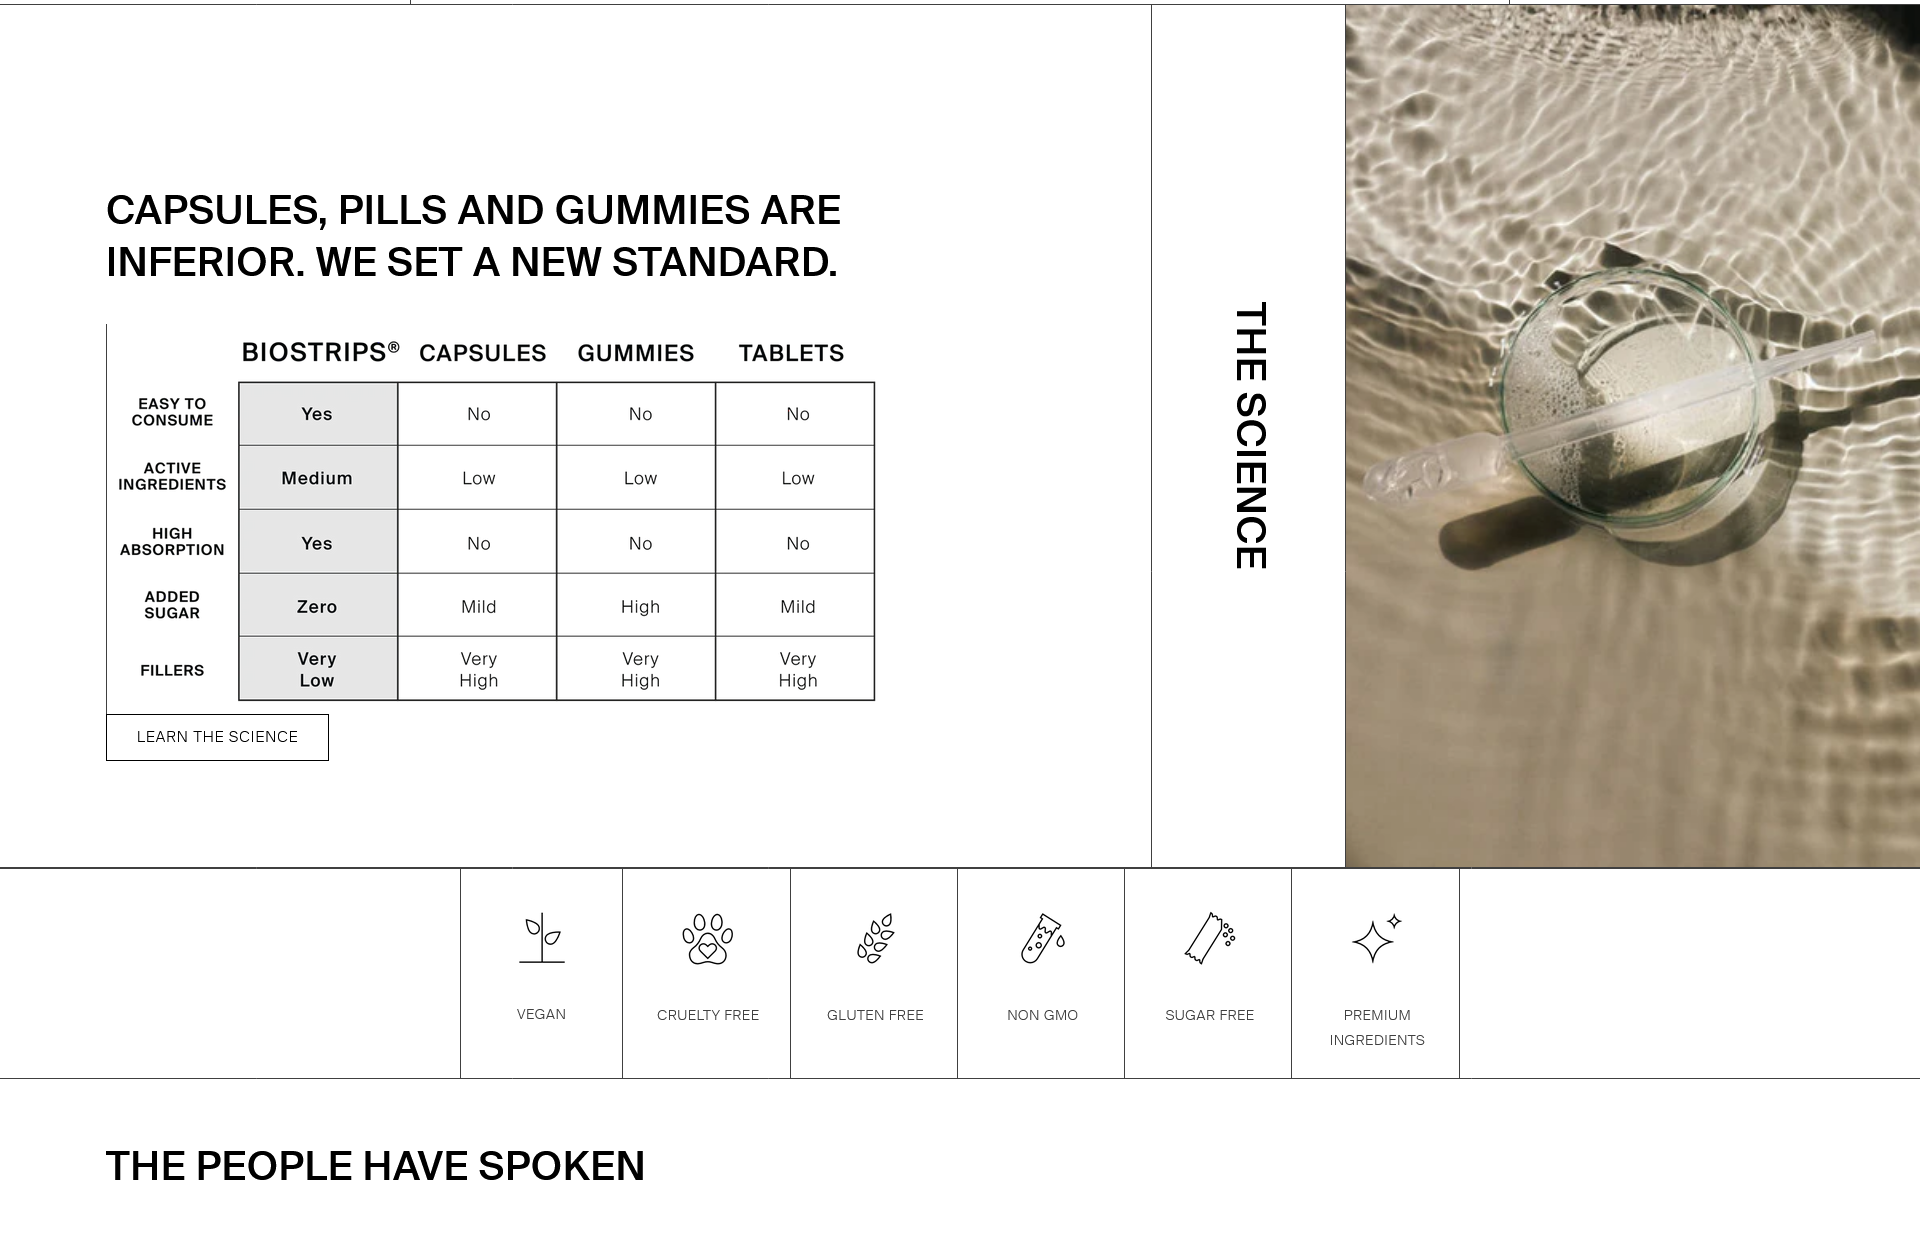 CAPSULES, PILLS AND GUMMIES ARE
INFERIOR. WE SET A NEW STANDARD.
BIOSTRIPS® CAPSULES GUMMIES TABLETS
EASY TO
CONSUME
Yes No No No
ACTIVE
INGREDIENTS
Medium Low Low Low
HIGH
ABSORPTION
Yes No No No
ADDED
SUGAR
Zero Mild High Mild
FILLERS
Very Very Very Very
Low High High High
LEARN THE SCIENCE
THE SCIENCE
VEGAN
CRUELTY FREE
GLUTEN FREE
NON GMO
SUGAR FREE
PREMIUM
INGREDIENTS
THE PEOPLE HAVE SPOKEN